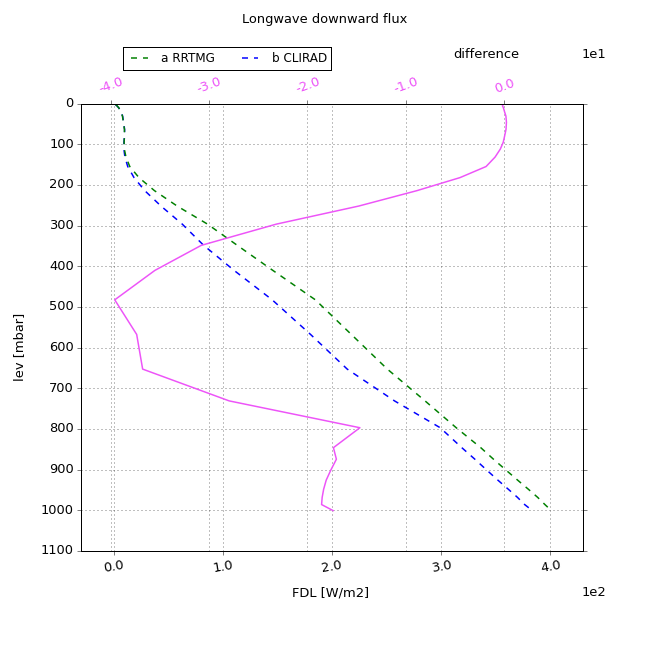 Longwave downward flux
a RRTMG b CLIRAD difference 1e1
-4.0 -3.0 -2.0 -1.0 0.0
0
100
200
300
400
500
600
700
800
900
1000
1100
lev [mbar]
0.0 1.0 2.0 3.0 4.0
FDL [W/m2] 1e2